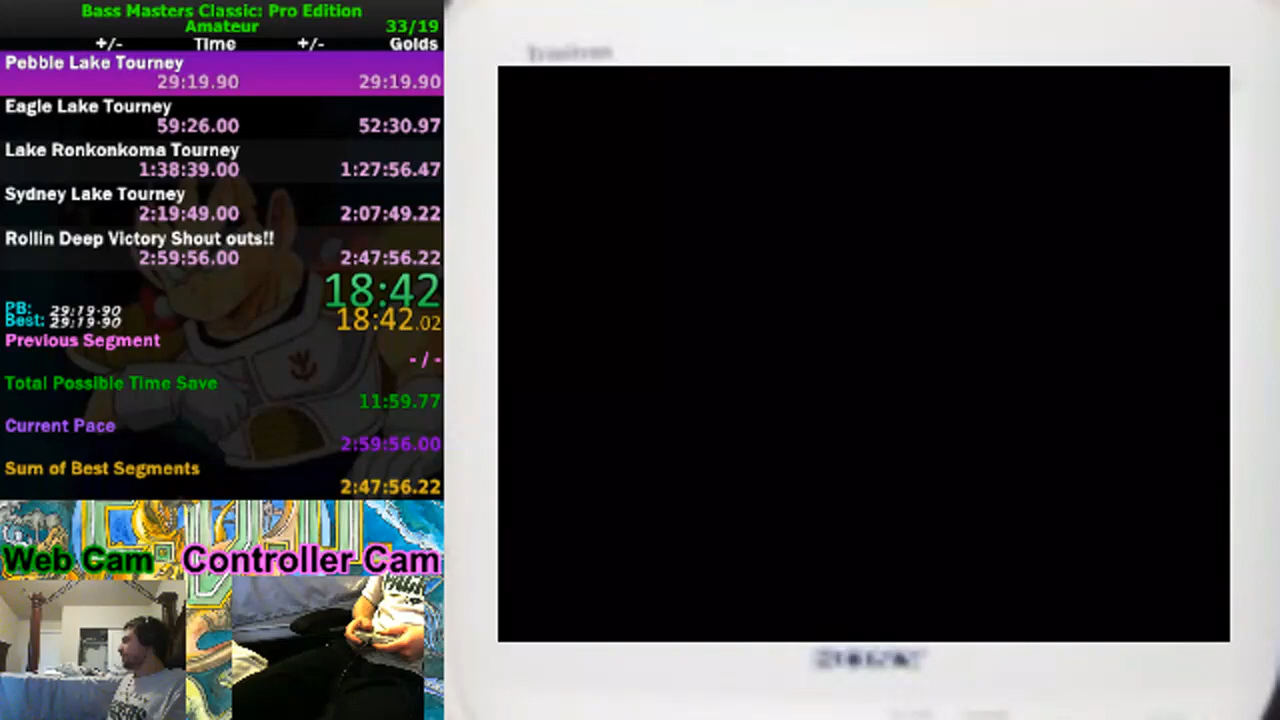 Bass Masters Classic: Pro Edition
Amateur 33/19
+/- Time +/- Golds
Pebble Lake Tourney
29:19.90 29:19.90
Eagle Lake Tourney
59:26.00 52:30.97
Lake Ronkonkoma Tourney
1:38:39.00 1:27:56.47
Sydney Lake Tourney
2:19:49.00 2:07:49.22
Rollin Deep Victory Shout outs!!
2:59:56.00 2:47:56.22
18:42
PB: 29:19.90
Best: 29:19.90
18:42.02
Previous Segment
- / -
Total Possible Time Save
11:59.77
Current Pace
2:59:56.00
Sum of Best Segments
2:47:56.22
Web Cam Controller Cam